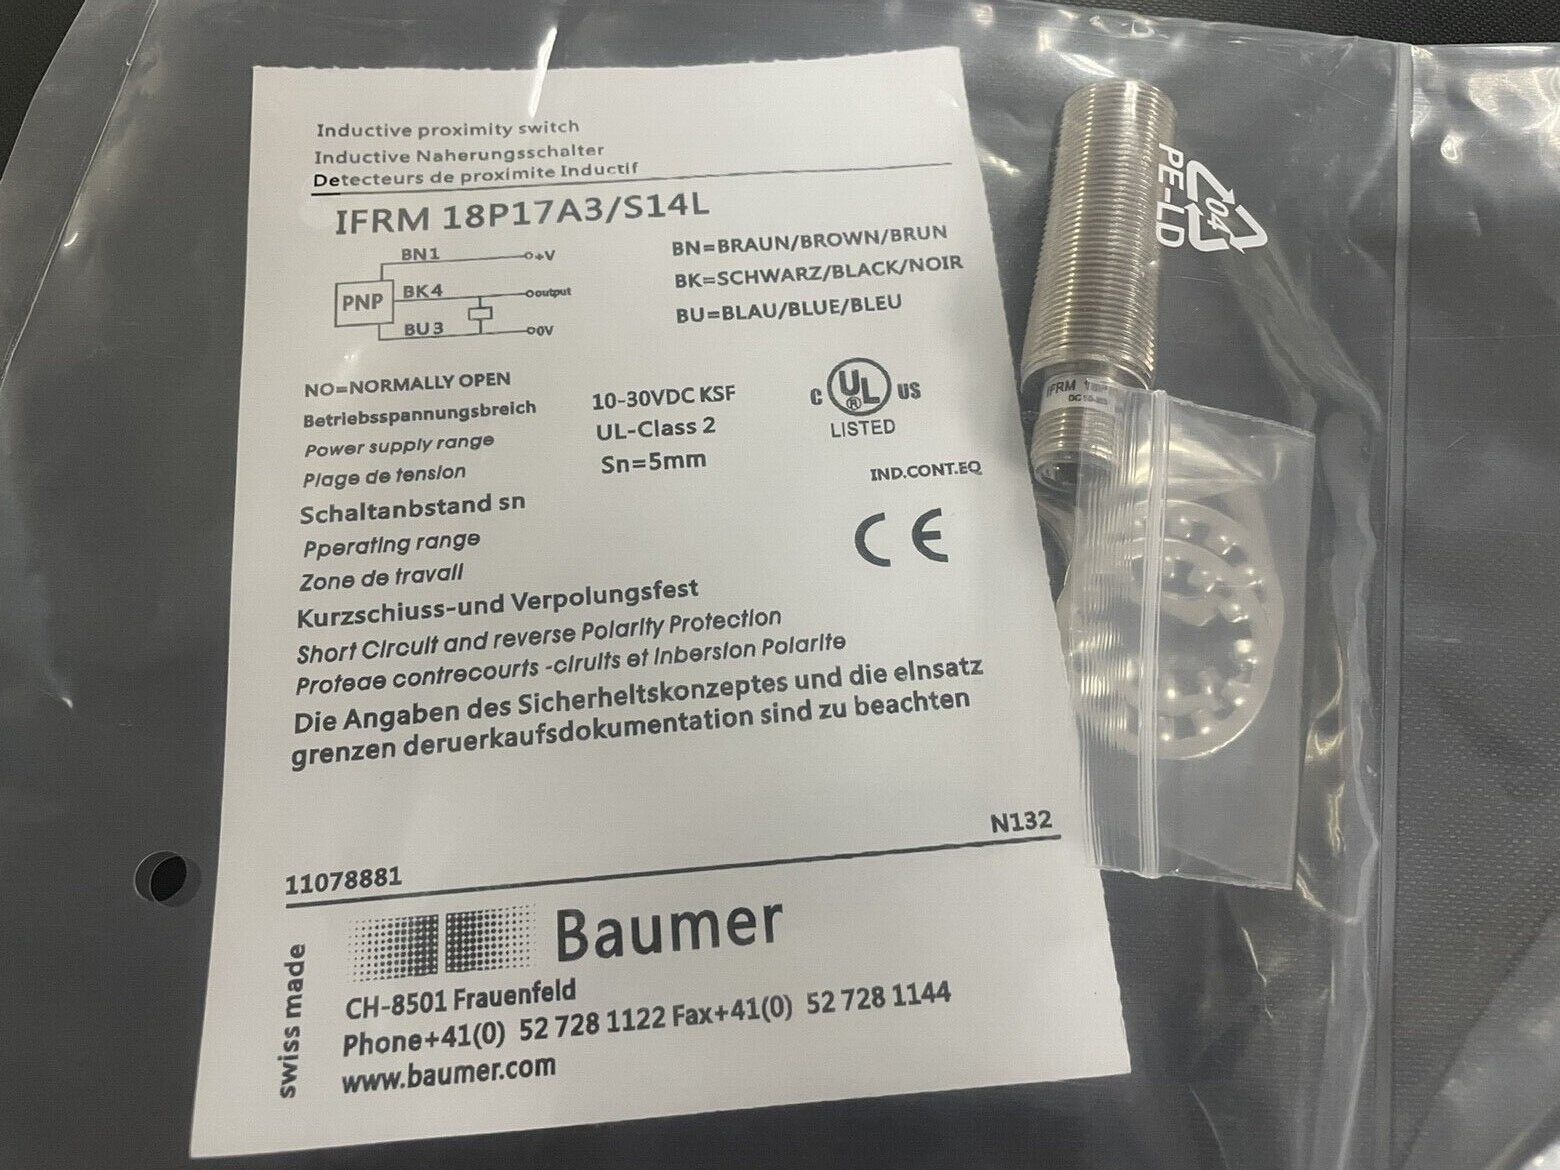 Inductive proximity switch
Inductive Naherungsschalter
Detecteurs de proximite Inductif
IFRM 18P17A3/S14L
BN1
+V
PNP
BK4
output
BU3
0V
BN=BRAUN/BROWN/BRUN
BK=SCHWARZ/BLACK/NOIR
BU=BLAU/BLUE/BLEU
NO=NORMALLY OPEN
Betriebsspannungsbreich
Power supply range
Plage de tension
10-30VDC KSF
UL-Class 2
Sn=5mm
C UL ® US
LISTED
IND.CONT.EQ
CE
Schaltanbstand sn
Pperating range
Zone de travall
Kurzschiuss-und Verpolungsfest
Short Circuit and reverse Polarity Protection
Proteae contrecourts -ciruits et Inbersion Polarite
Die Angaben des Sicherheltskonzeptes und die eInsatz
grenzen deruerkaufsdokumentation sind zu beachten
N132
11078881
swiss made
Baumer
CH-8501 Frauenfeld
Phone+41(0) 52 728 1122 Fax+41(0) 52 728 1144
www.baumer.com
04
PE-LD
IFRM